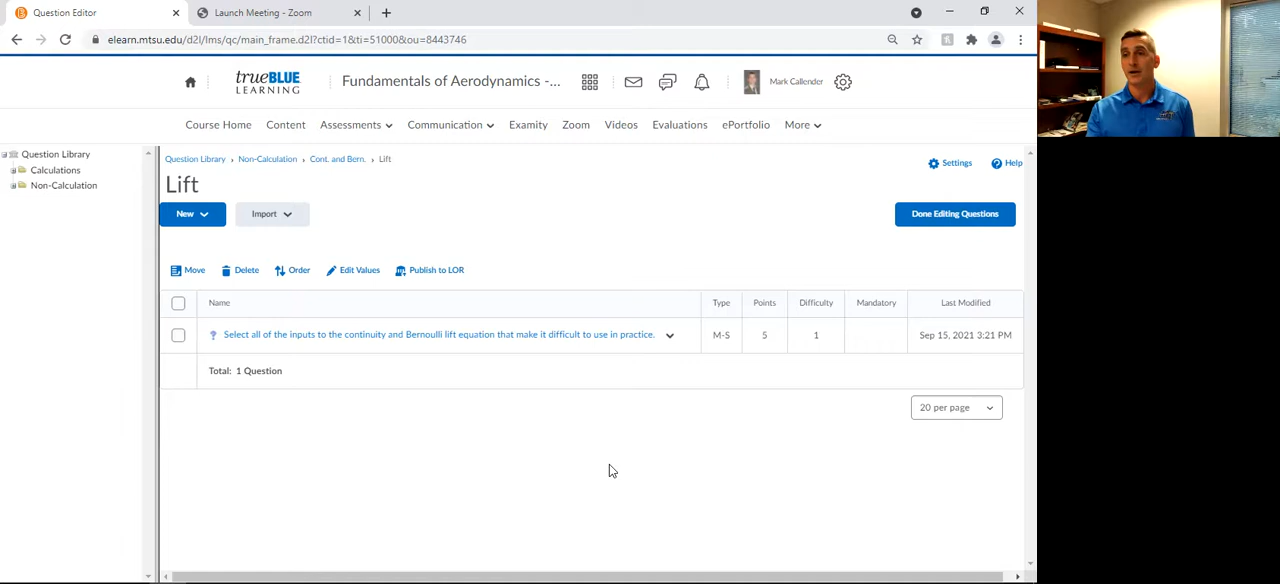 Question Editor
Launch Meeting - Zoom
elearn.mtsu.edu/d2l/lms/qc/main_frame.d2l?ctid=1&ti=51000&ou=8443746
trueBLUE
LEARNING
Fundamentals of Aerodynamics -...
Mark Callender
Course Home Content Assessments Communication Examity Zoom Videos Evaluations ePortfolio More
Question Library
Calculations
Non-Calculation
Question Library › Non-Calculation › Cont. and Bern. › Lift
Settings Help
Lift
New Import Done Editing Questions
Move Delete Order Edit Values Publish to LOR
Name Type Points Difficulty Mandatory Last Modified
Select all of the inputs to the continuity and Bernoulli lift equation that make it difficult to use in practice. M-S 5 1 Sep 15, 2021 3:21 PM
Total: 1 Question
20 per page